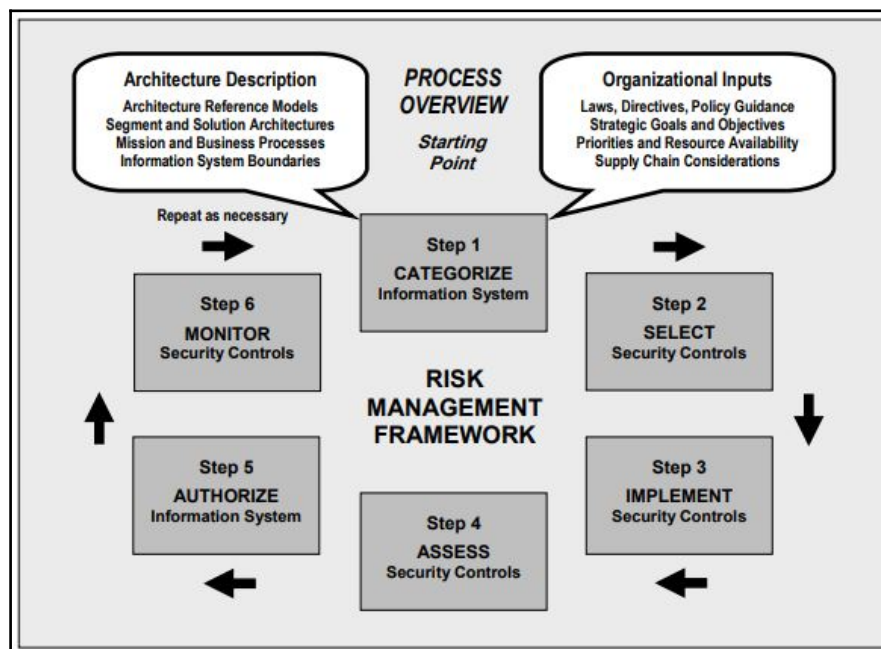 Architecture Description
Architecture Reference Models
Segment and Solution Architectures
Mission and Business Processes
Information System Boundaries
PROCESS
OVERVIEW
Starting
Point
Organizational Inputs
Laws, Directives, Policy Guidance
Strategic Goals and Objectives
Priorities and Resource Availability
Supply Chain Considerations
Repeat as necessary
Step 1
CATEGORIZE
Information System
Step 2
SELECT
Security Controls
Step 3
IMPLEMENT
Security Controls
Step 4
ASSESS
Security Controls
Step 5
AUTHORIZE
Information System
Step 6
MONITOR
Security Controls
RISK
MANAGEMENT
FRAMEWORK